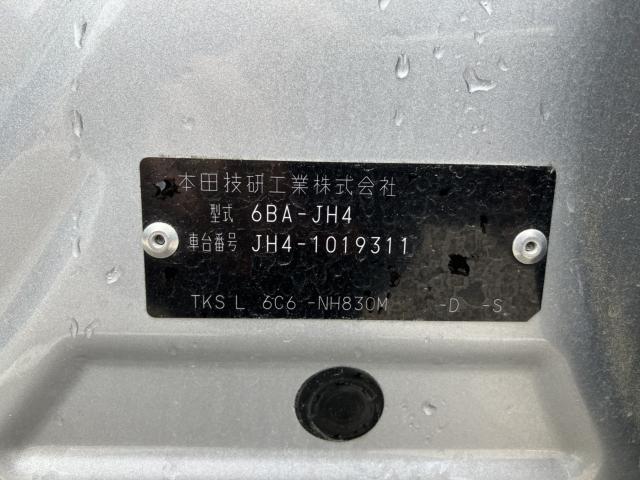 本田技研工業株式会社
型式 6BA-JH4
車台番号 JH4-1019311
TKSL 6C6 -NH830M -D -S